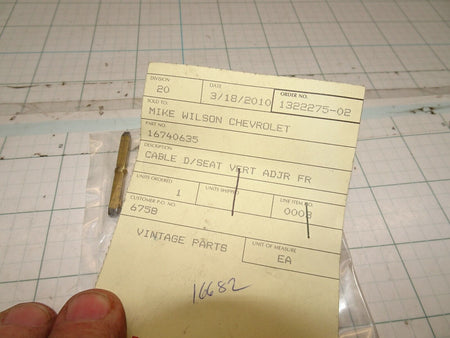 DIVISION DATE ORDER NO.
20 3/18/2010 1322275-02
SOLD TO:
MIKE WILSON CHEVROLET
PART NO.
16740635
DESCRIPTION
CABLE D/SEAT VERT ADJR FR
UNITS ORDERED UNITS SHIPPED LINE ITEM NO.
1 0008
CUSTOMER P.O. NO.
675B
VINTAGE PARTS UNIT OF MEASURE
EA
16682